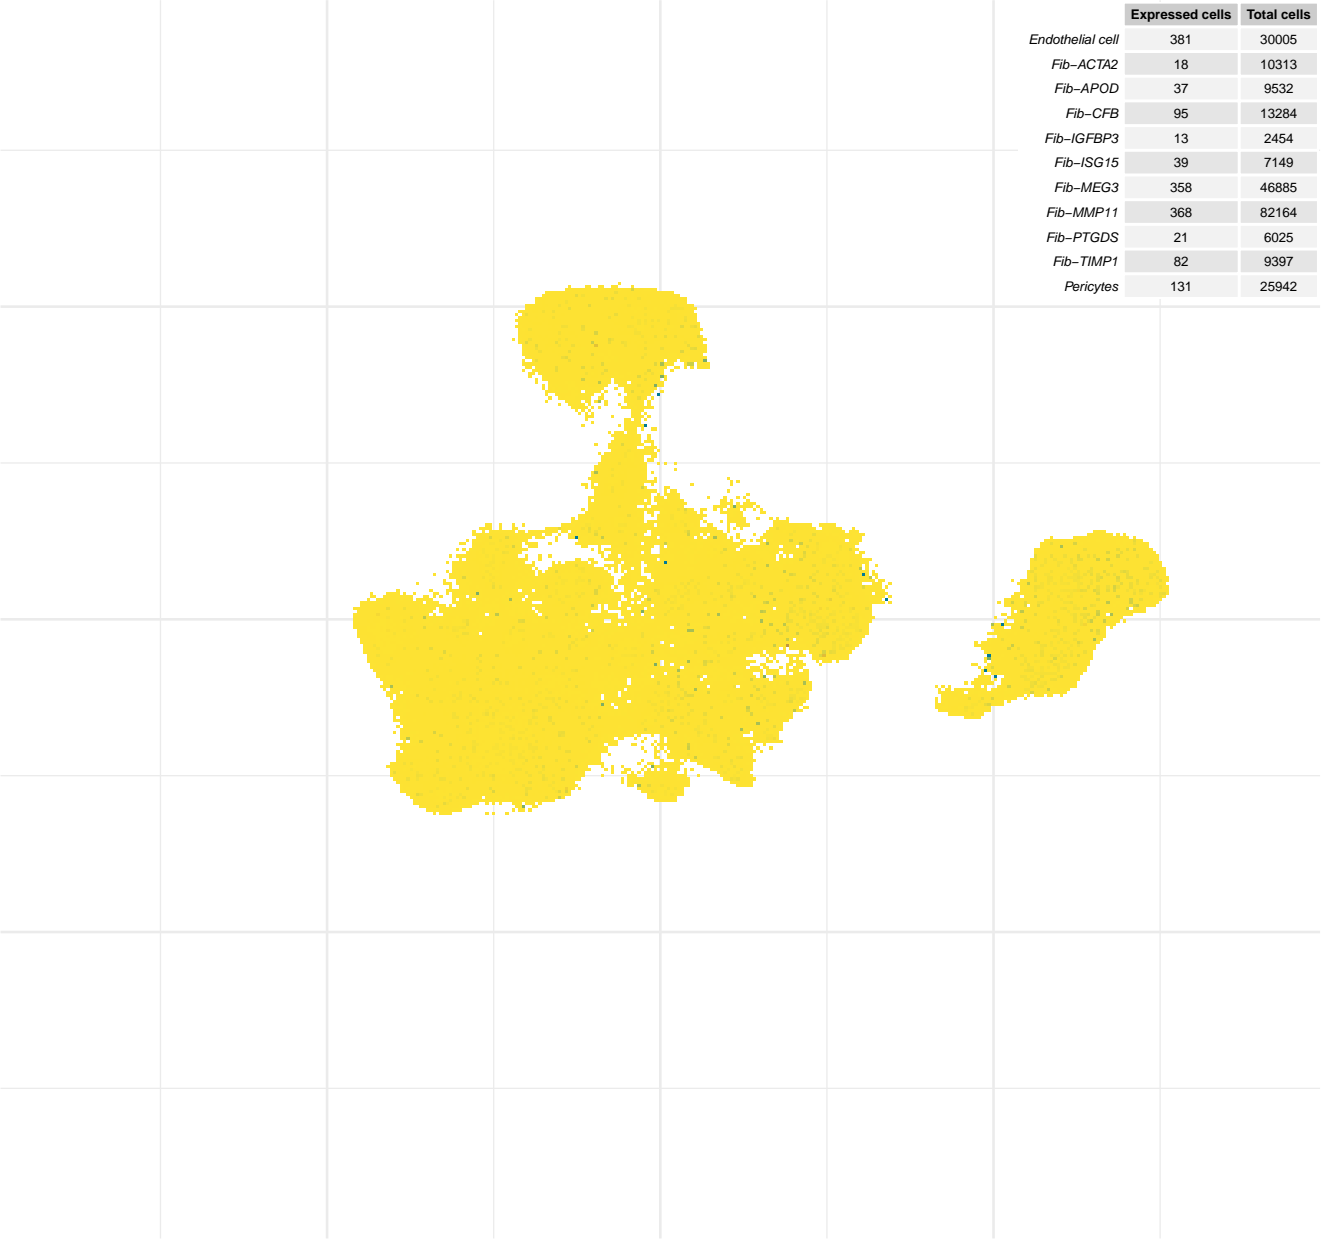 Expressed cells Total cells
Endothelial cell 381 30005
Fib−ACTA2 18 10313
Fib−APOD 37 9532
Fib−CFB 95 13284
Fib−IGFBP3 13 2454
Fib−ISG15 39 7149
Fib−MEG3 358 46885
Fib−MMP11 368 82164
Fib−PTGDS 21 6025
Fib−TIMP1 82 9397
Pericytes 131 25942